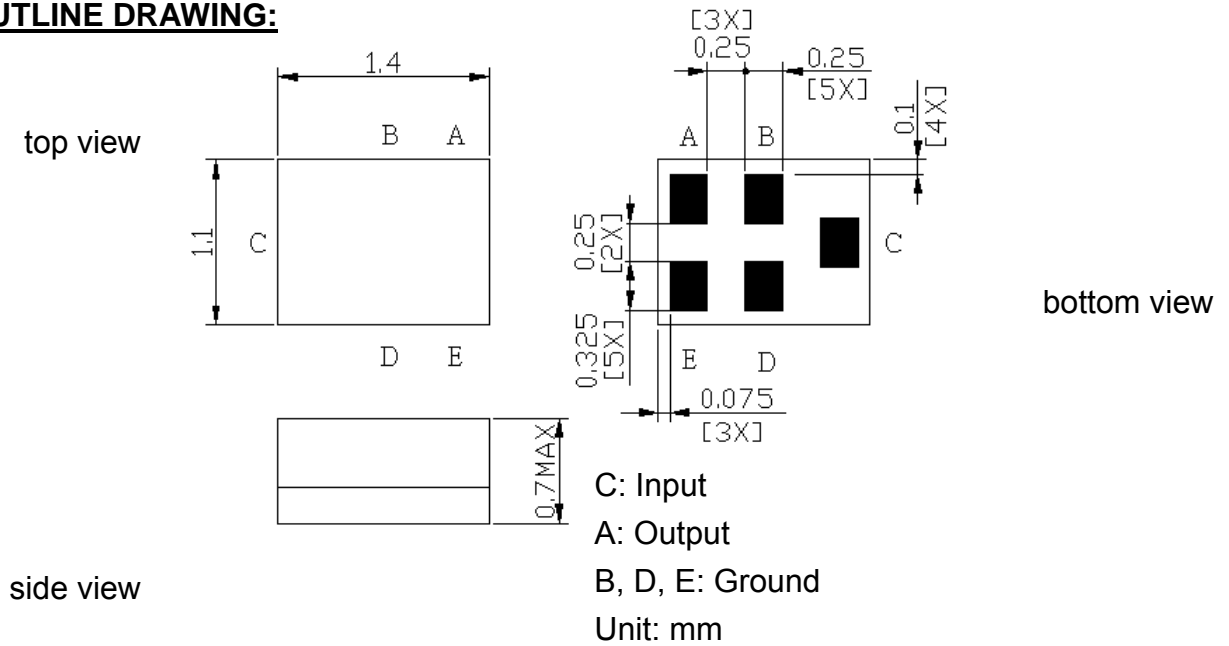 UTLINE DRAWING:
top view
1.4
B A
C
1.1
D E
[3X]
0.25
0.25
[5X]
0.1
[4X]
A B
0.25
[2X]
C
0.325
[5X]
E D
0.075
[3X]
bottom view
0.7MAX
side view
C: Input
A: Output
B, D, E: Ground
Unit: mm